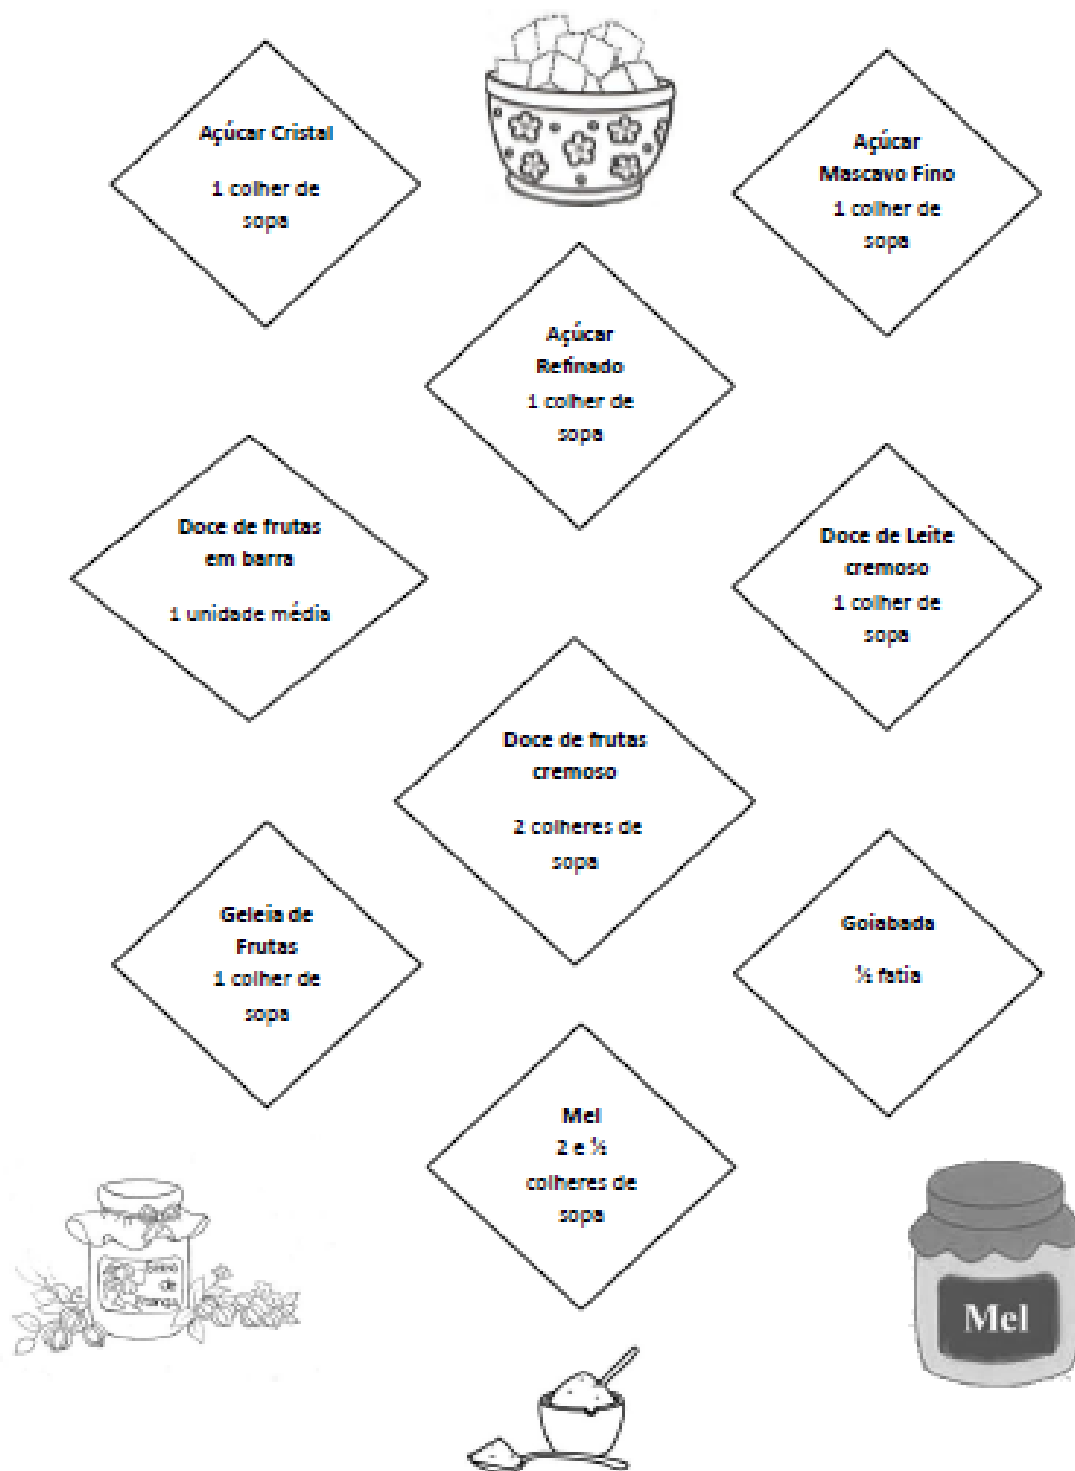 Açúcar Cristal
1 colher de
sopa
Açúcar
Mascavo Fino
1 colher de
sopa
Açúcar
Refinado
1 colher de
sopa
Doce de frutas
em barra
1 unidade média
Doce de Leite
cremoso
1 colher de
sopa
Doce de frutas
cremoso
2 colheres de
sopa
Geleia de
Frutas
1 colher de
sopa
Goiabada
½ fatia
Mel
2 e ½
colheres de
sopa
de
Mel